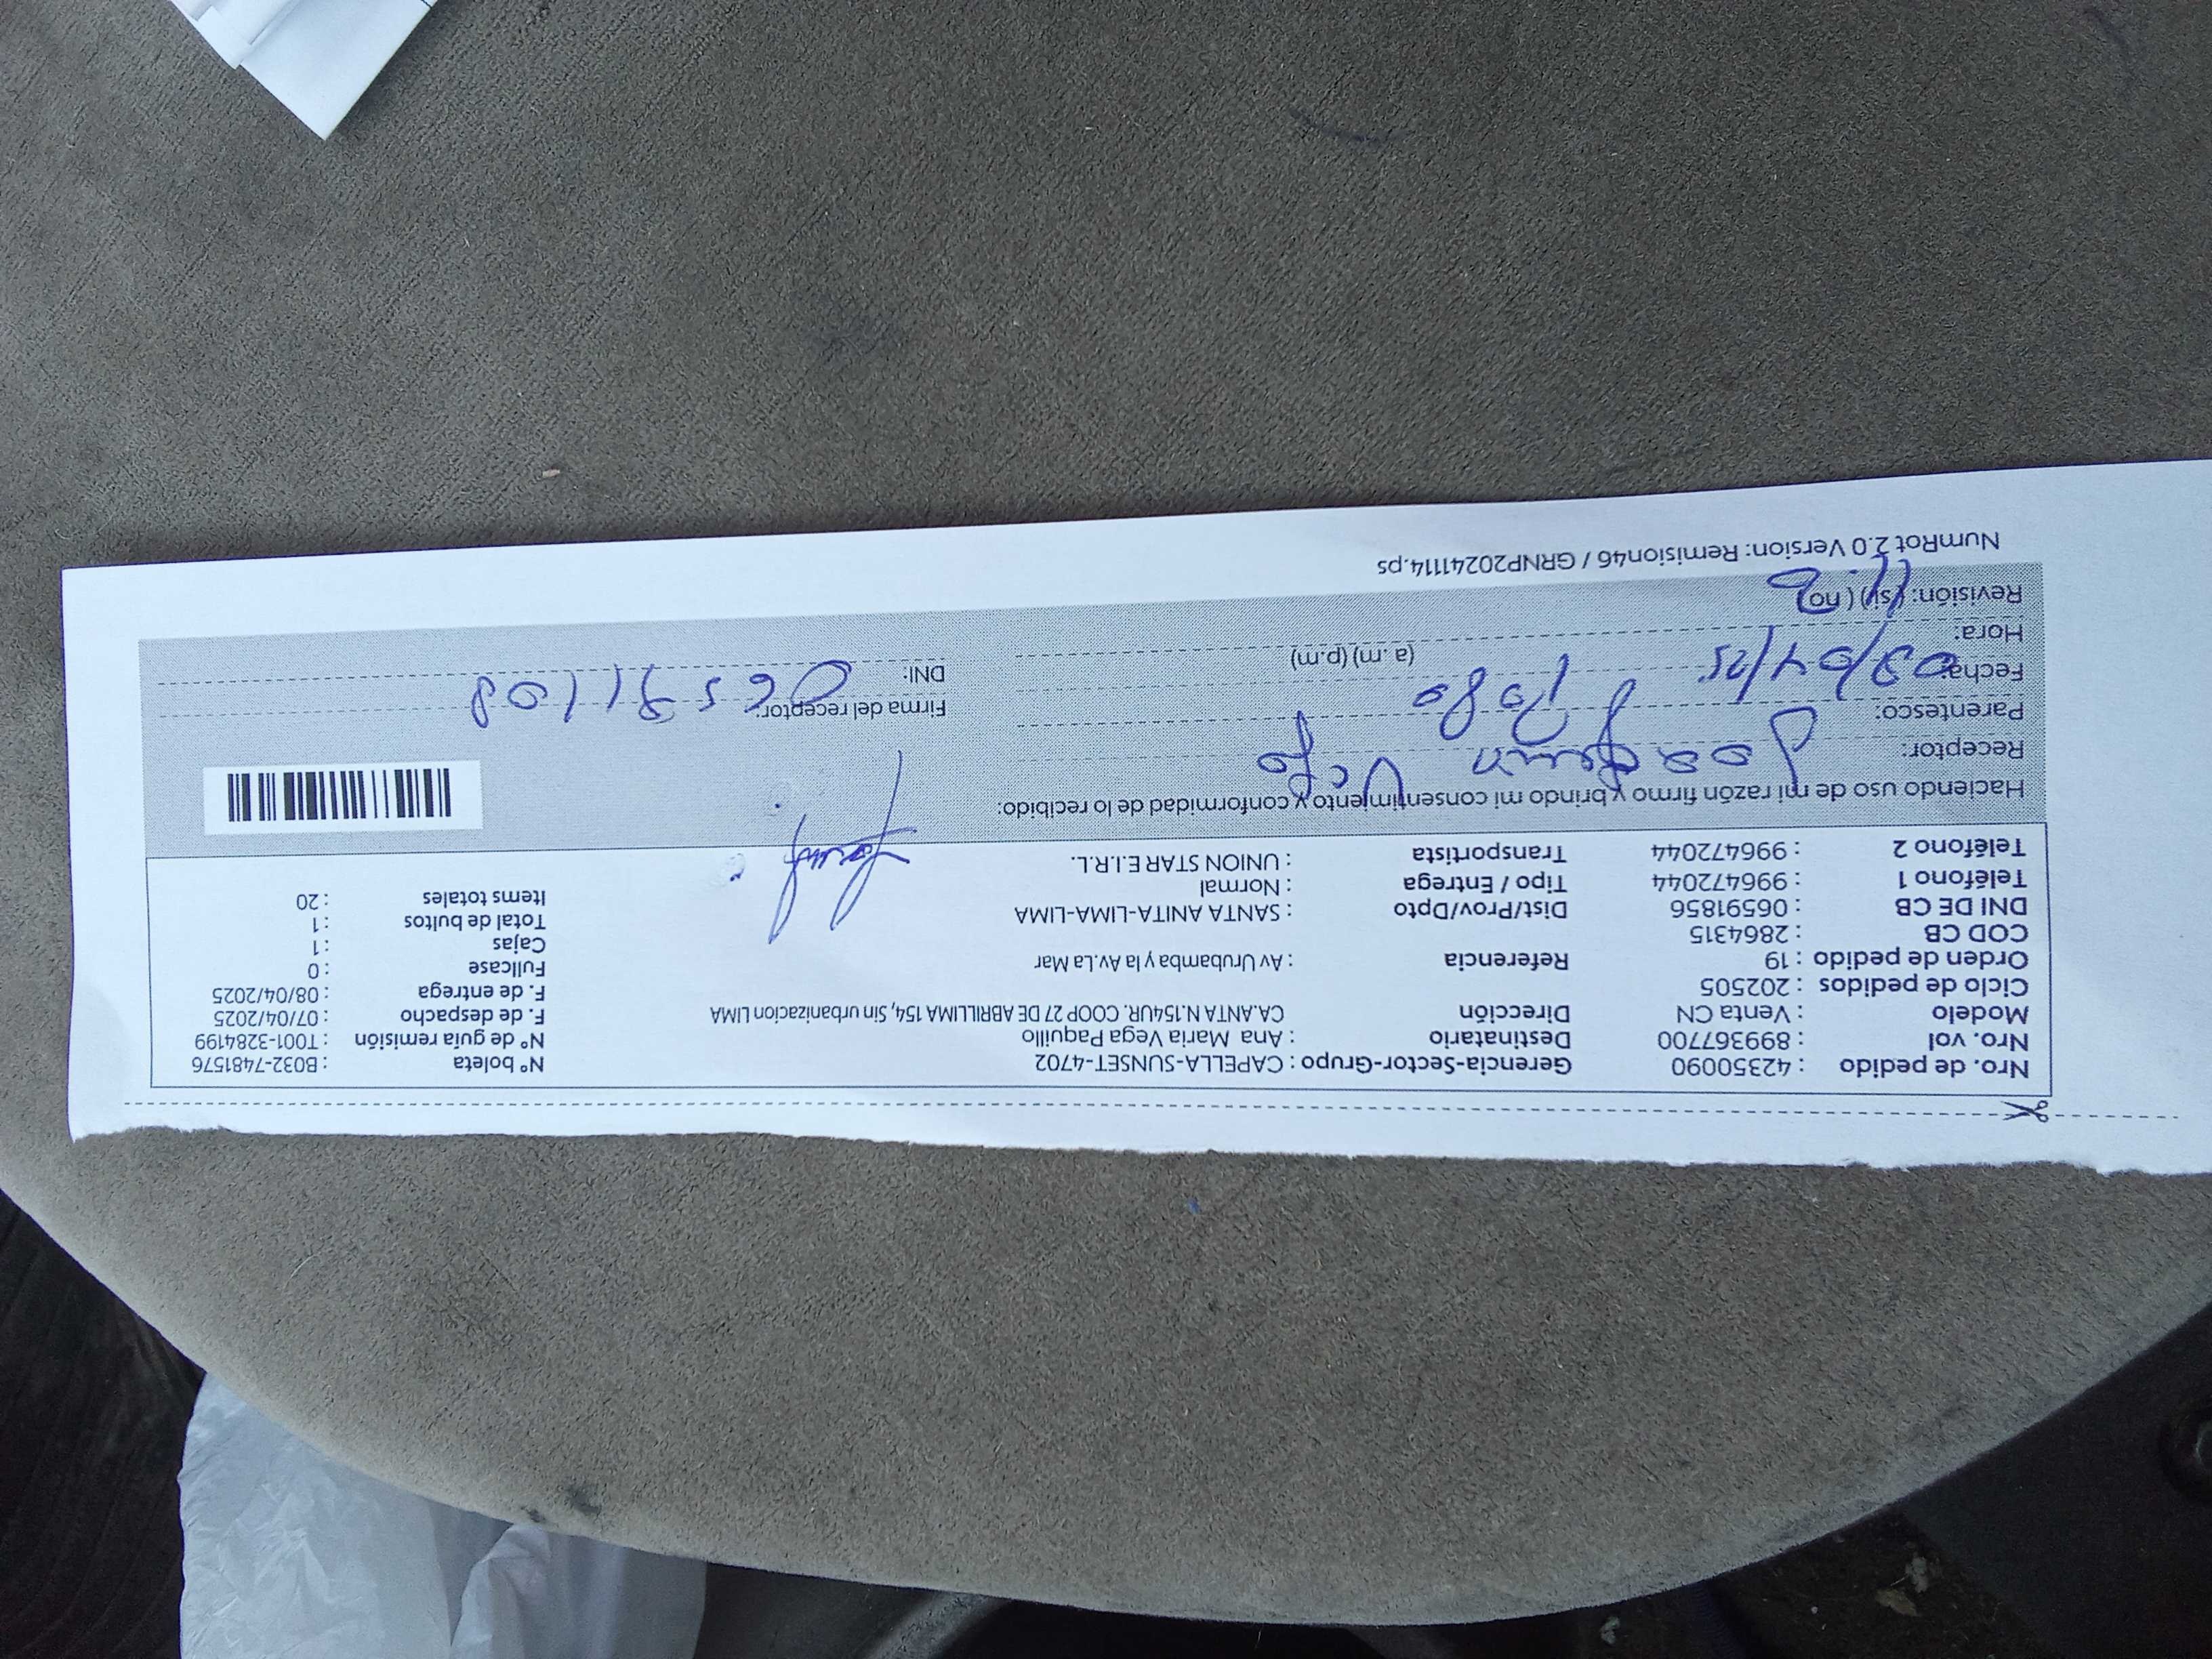 Nro. de pedido : 42350090 Gerencia-Sector-Grupo : CAPELLA-SUNSET-4702 N° boleta : B032-7481576
Nro. vol : 899367700 Destinatario : Ana Maria Vega Paquillo N° de guía remisión : T001-3284199
Modelo : Venta CN Dirección CA.ANTA N.154UR. COOP 27 DE ABRILLIMA 154, Sin urbanizacion LIMA F. de despacho : 07/04/2025
Ciclo de pedidos : 202505 F. de entrega : 08/04/2025
Orden de pedido : 19 Referencia : Av Urubamba y la Av.La Mar Fullcase : 0
COD CB : 2864315 Cajas : 1
DNI DE CB : 06591856 Dist/Prov/Dpto : SANTA ANITA-LIMA-LIMA Total de bultos : 1
Teléfono 1 : 996472044 Tipo / Entrega : Normal Items totales : 20
Teléfono 2 : 996472044 Transportista : UNION STAR E.I.R.L.
Haciendo uso de mi razón firmo y brindo mi consentimiento y conformidad de lo recibido:
Receptor: Joaquin
Parentesco: Firma del receptor:
Fecha: 08/04/25 DNI:
Hora: (a.m) (p.m)
Revisión: (si) (no)
NumRot 2.0 Version: Remision46 / GRNP20241114.ps